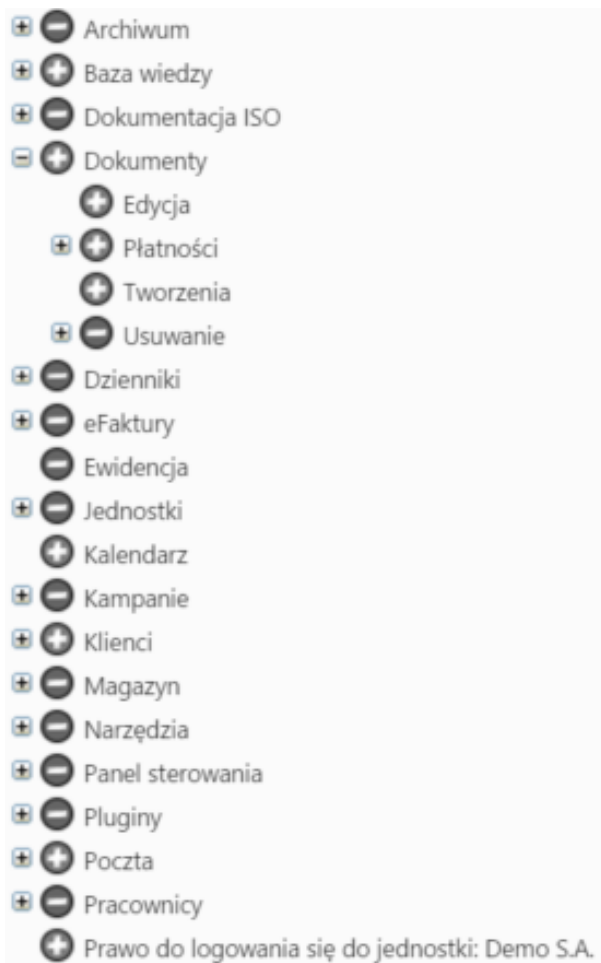 Archiwum
Baza wiedzy
Dokumentacja ISO
Dokumenty
Edycja
Płatności
Tworzenia
Usuwanie
Dzienniki
eFaktury
Ewidencja
Jednostki
Kalendarz
Kampanie
Klienci
Magazyn
Narzędzia
Panel sterowania
Pluginy
Poczta
Pracownicy
Prawo do logowania się do jednostki: Demo S.A.